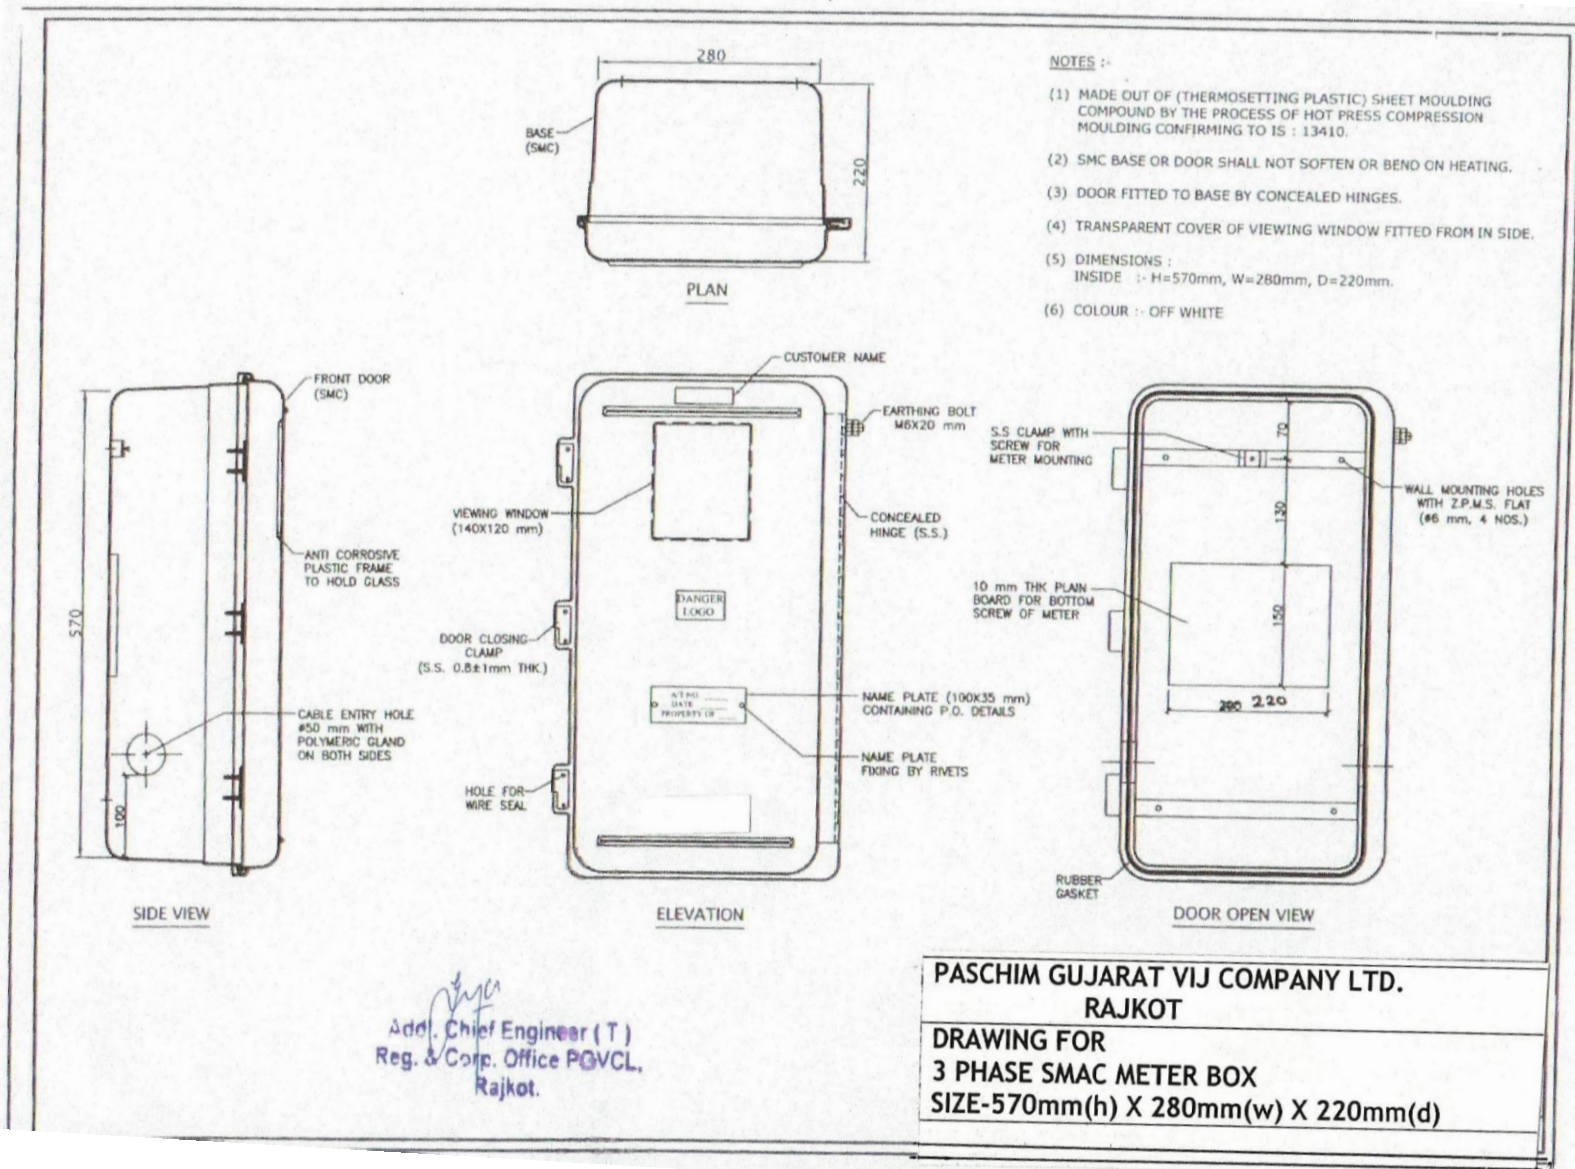 280
BASE
(SMC)
220
PLAN
NOTES :-
(1) MADE OUT OF (THERMOSETTING PLASTIC) SHEET MOULDING
COMPOUND BY THE PROCESS OF HOT PRESS COMPRESSION
MOULDING CONFIRMING TO IS : 13410.
(2) SMC BASE OR DOOR SHALL NOT SOFTEN OR BEND ON HEATING.
(3) DOOR FITTED TO BASE BY CONCEALED HINGES.
(4) TRANSPARENT COVER OF VIEWING WINDOW FITTED FROM IN SIDE.
(5) DIMENSIONS :
INSIDE :- H=570mm, W=280mm, D=220mm.
(6) COLOUR :- OFF WHITE
FRONT DOOR
(SMC)
ANTI CORROSIVE
PLASTIC FRAME
TO HOLD GLASS
570
CABLE ENTRY HOLE
ø50 mm WITH
POLYMERIC GLAND
ON BOTH SIDES
100
SIDE VIEW
CUSTOMER NAME
EARTHING BOLT
M6X20 mm
VIEWING WINDOW
(140X120 mm)
CONCEALED
HINGE (S.S.)
DANGER
LOGO
DOOR CLOSING
CLAMP
(S.S. 0.8±1mm THK.)
A/T NO.
DATE
PROPERTY OF
NAME PLATE (100X35 mm)
CONTAINING P.O. DETAILS
NAME PLATE
FIXING BY RIVETS
HOLE FOR
WIRE SEAL
ELEVATION
S.S CLAMP WITH
SCREW FOR
METER MOUNTING
70
WALL MOUNTING HOLES
WITH Z.P.M.S. FLAT
(ø6 mm, 4 NOS.)
130
10 mm THK PLAIN
BOARD FOR BOTTOM
SCREW OF METER
150
220
RUBBER
GASKET
DOOR OPEN VIEW
Addl. Chief Engineer ( T )
Reg. & Corp. Office PGVCL,
Rajkot.
PASCHIM GUJARAT VIJ COMPANY LTD.
RAJKOT
DRAWING FOR
3 PHASE SMAC METER BOX
SIZE-570mm(h) X 280mm(w) X 220mm(d)